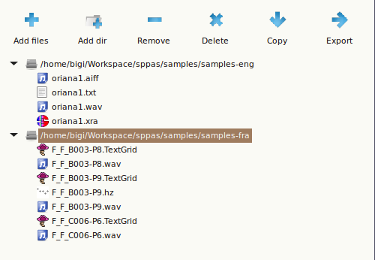 Add files Add dir Remove Delete Copy Export
/home/bigi/Workspace/sppas/samples/samples-eng
oriana1.aiff
oriana1.txt
oriana1.wav
oriana1.xra
/home/bigi/Workspace/sppas/samples/samples-fra
F_F_B003-P8.TextGrid
F_F_B003-P8.wav
F_F_B003-P9.TextGrid
F_F_B003-P9.hz
F_F_B003-P9.wav
F_F_C006-P6.TextGrid
F_F_C006-P6.wav